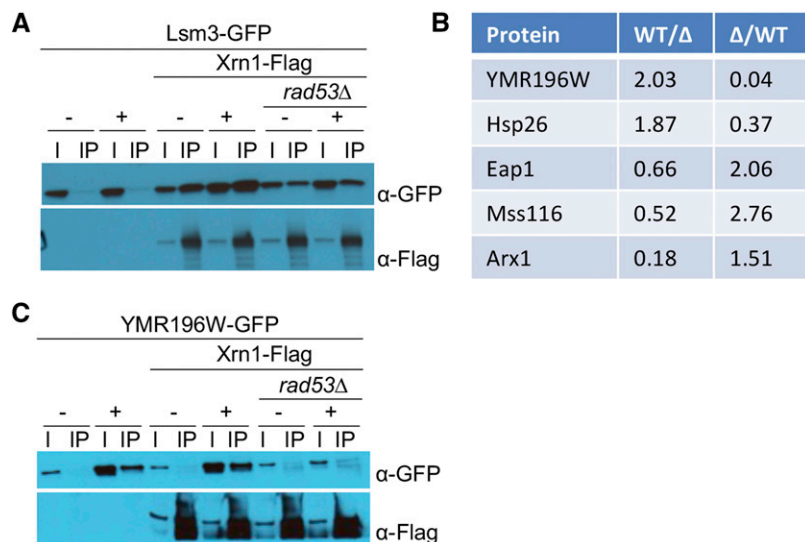 A
Lsm3-GFP
Xrn1-Flag
rad53Δ
- + - + - +
I IP I IP I IP I IP I IP I IP
α-GFP
α-Flag
B
Protein WT/Δ Δ/WT
YMR196W 2.03 0.04
Hsp26 1.87 0.37
Eap1 0.66 2.06
Mss116 0.52 2.76
Arx1 0.18 1.51
C
YMR196W-GFP
Xrn1-Flag
rad53Δ
- + - + - +
I IP I IP I IP I IP I IP I IP
α-GFP
α-Flag